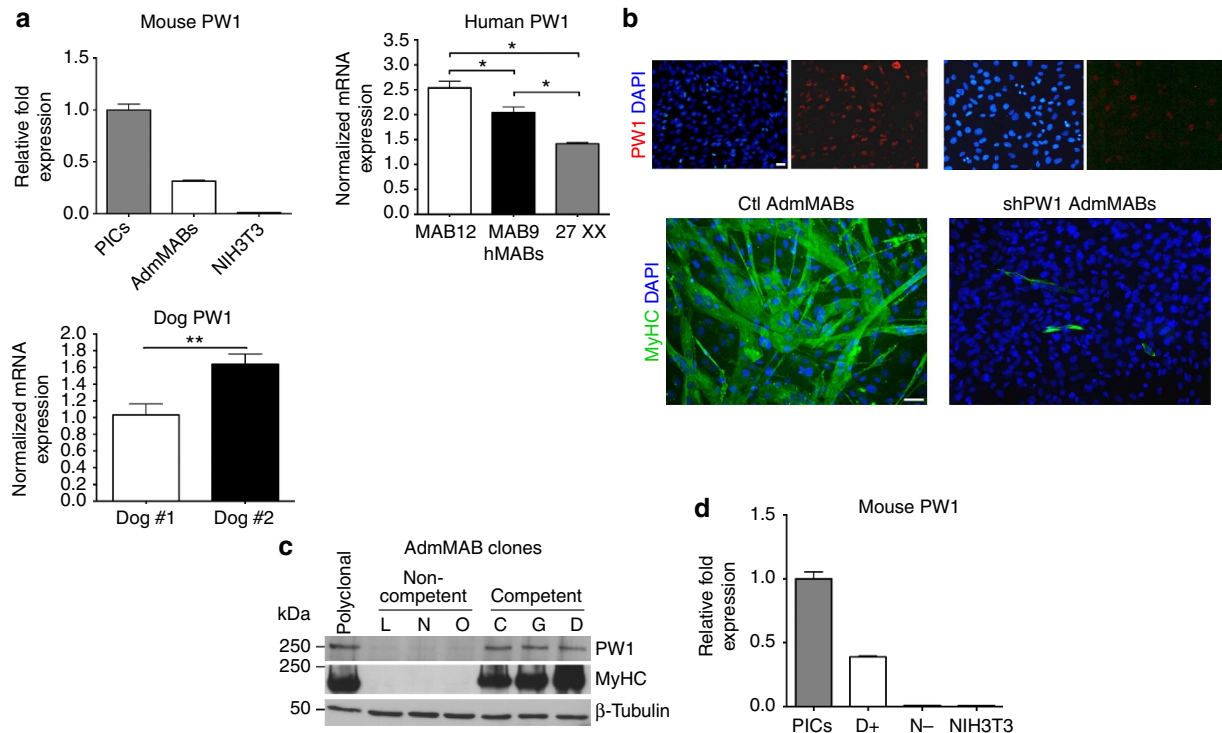 a
Mouse PW1
Relative fold
expression
1.5
1.0
0.5
0.0
PICs
AdmMABs
NIH3T3
Human PW1
Normalized mRNA
expression
3.5
3.0
2.5
2.0
1.5
1.0
0.5
0.0
*
*
*
MAB12
MAB9
27 XX
hMABs
Dog PW1
Normalized mRNA
expression
2.0
1.8
1.6
1.4
1.2
1.0
0.8
0.6
0.4
0.2
0.0
**
Dog #1
Dog #2
b
PW1 DAPI
Ctl AdmMABs
shPW1 AdmMABs
MyHC DAPI
c
AdmMAB clones
Polyclonal
Non-
competent
Competent
kDa
L N O C G D
250
PW1
250
MyHC
50
β-Tubulin
d
Mouse PW1
Relative fold
expression
1.5
1.0
0.5
0.0
PICs
D+
N–
NIH3T3